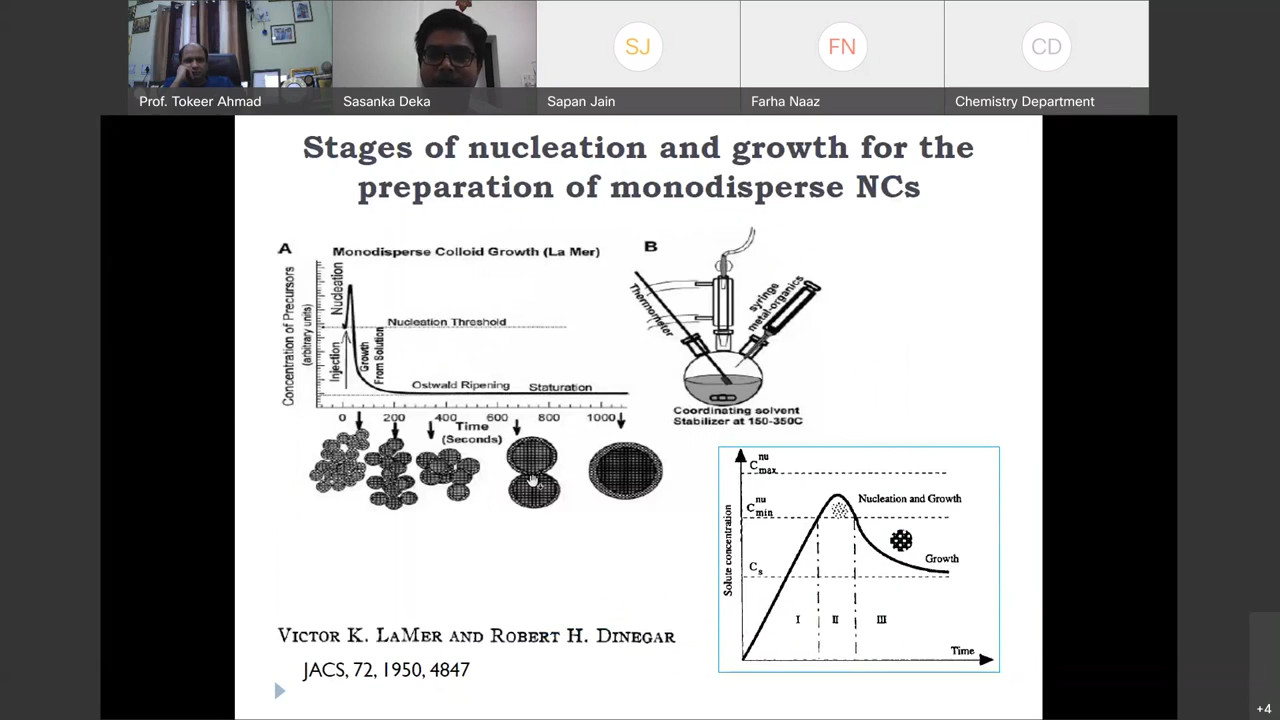 SJ
FN
CD
Prof. Tokeer Ahmad
Sasanka Deka
Sapan Jain
Farha Naaz
Chemistry Department
Stages of nucleation and growth for the
preparation of monodisperse NCs
A
Monodisperse Colloid Growth (La Mer)
Concentration of Precursors
(arbitrary units)
Nucleation
Injection
Growth
From Solution
Nucleation Threshold
Ostwald Ripening
Staturation
0 200 400 600 800 1000
Time
(Seconds)
B
Thermometer
syringe
metal-organics
Coordinating solvent
Stabilizer at 150-350C
Solute concentration
C nu max
C nu min
C s
Nucleation and Growth
Growth
I II III
Time
VICTOR K. LAMER AND ROBERT H. DINEGAR
JACS, 72, 1950, 4847
+4